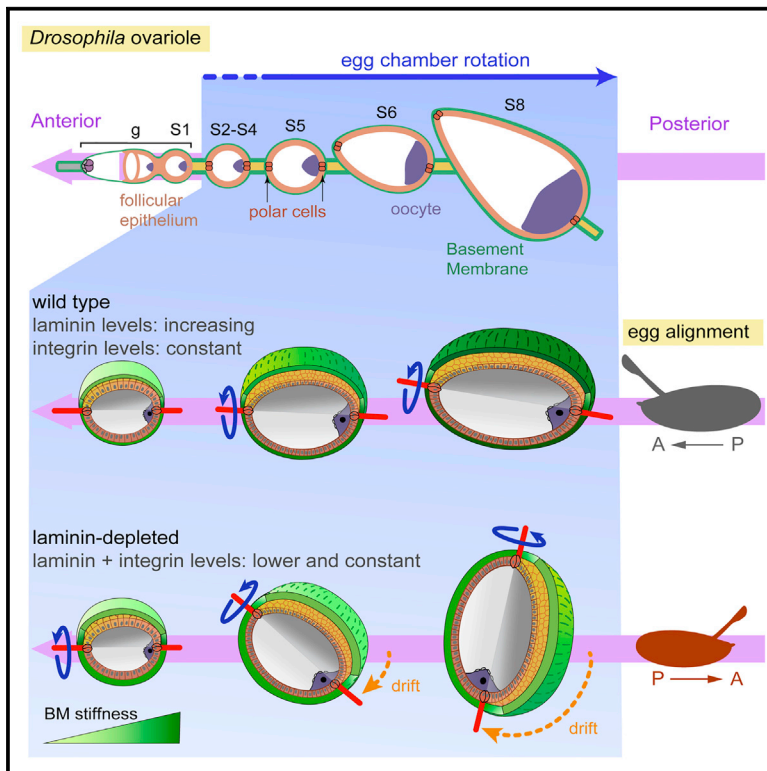 Drosophila ovariole
egg chamber rotation
Anterior
g
S1
S2-S4
S5
S6
S8
Posterior
follicular
epithelium
polar cells
oocyte
Basement
Membrane
wild type
laminin levels: increasing
integrin levels: constant
egg alignment
A P
laminin-depleted
laminin + integrin levels: lower and constant
drift
drift
P A
BM stiffness